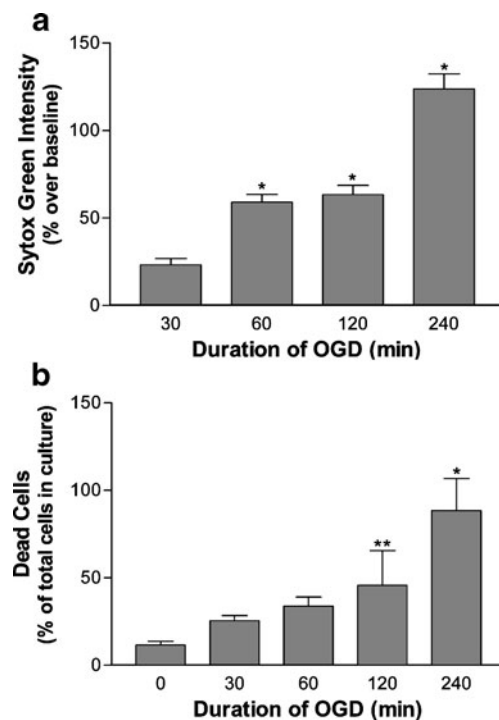 a
Sytox Green Intensity
(% over baseline)
150
100
50
0
*
*
*
30 60 120 240
Duration of OGD (min)
b
Dead Cells
(% of total cells in culture)
150
100
50
0
**
*
0 30 60 120 240
Duration of OGD (min)